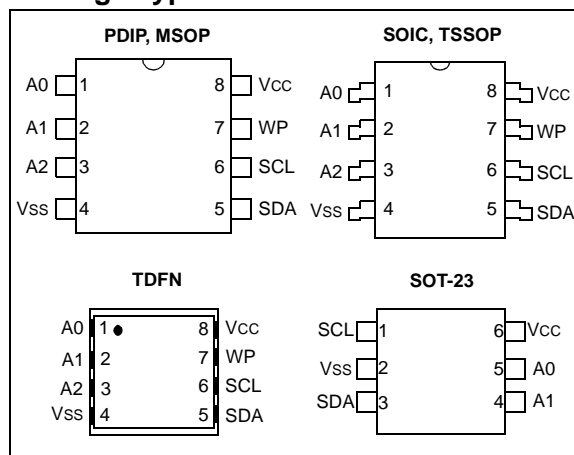 PDIP, MSOP
A0 1 8 VCC
A1 2 7 WP
A2 3 6 SCL
VSS 4 5 SDA
SOIC, TSSOP
A0 1 8 VCC
A1 2 7 WP
A2 3 6 SCL
VSS 4 5 SDA
TDFN
A0 1 8 VCC
A1 2 7 WP
A2 3 6 SCL
VSS 4 5 SDA
SOT-23
SCL 1 6 VCC
VSS 2 5 A0
SDA 3 4 A1